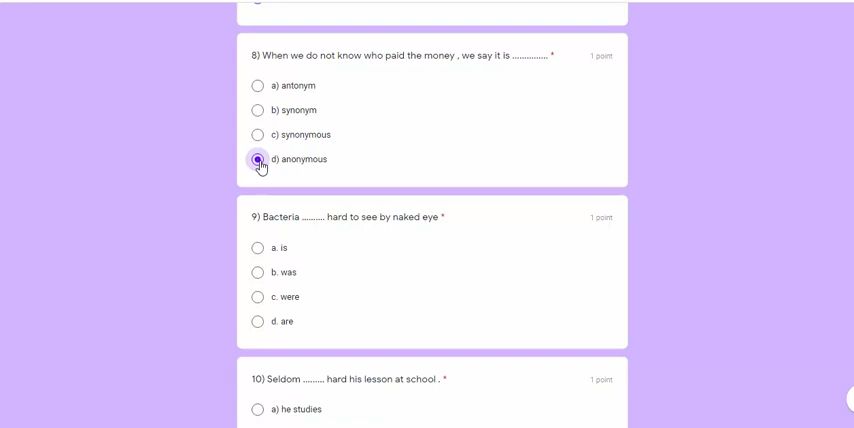 8) When we do not know who paid the money , we say it is ............... *
1 point
a) antonym
b) synonym
c) synonymous
d) anonymous
9) Bacteria .......... hard to see by naked eye *
1 point
a. is
b. was
c. were
d. are
10) Seldom ......... hard his lesson at school . *
1 point
a) he studies